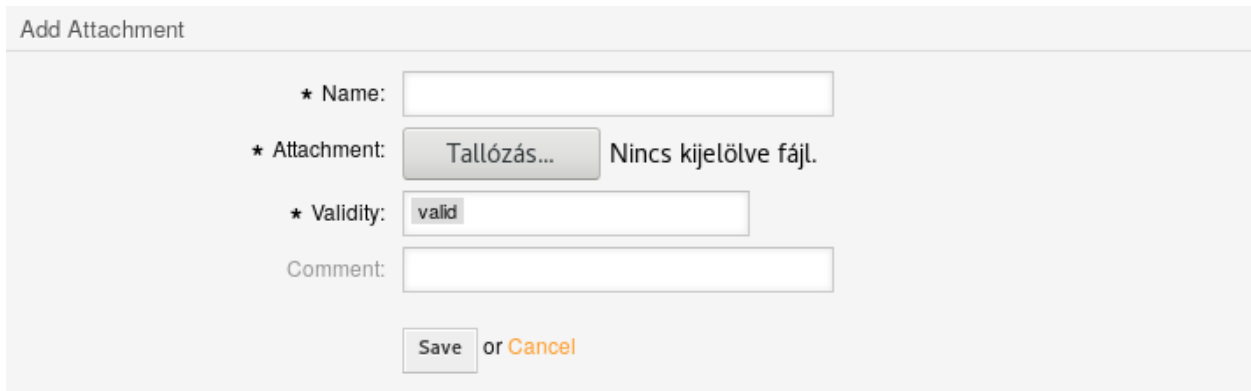 Add Attachment
★ Name:
★ Attachment: Tallózás... Nincs kijelölve fájl.
★ Validity: valid
Comment:
Save or Cancel